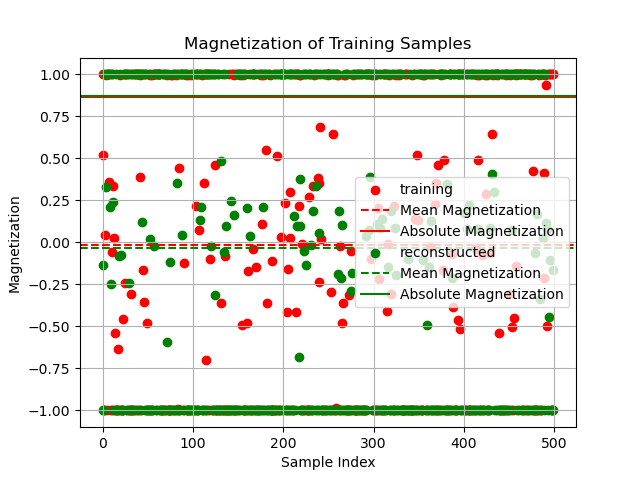 Magnetization of Training Samples
Magnetization
1.00
0.75
0.50
0.25
0.00
−0.25
−0.50
−0.75
−1.00
training
Mean Magnetization
Absolute Magnetization
reconstructed
Mean Magnetization
Absolute Magnetization
0 100 200 300 400 500
Sample Index